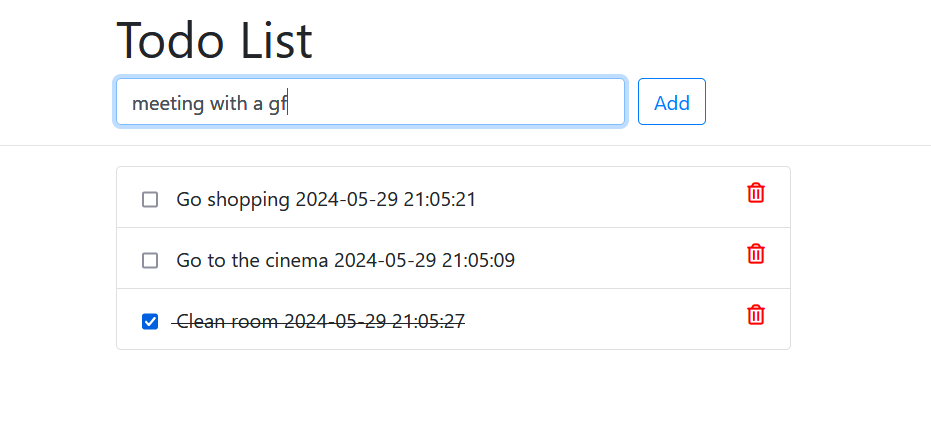 Todo List
meeting with a gf
Add
Go shopping 2024-05-29 21:05:21
Go to the cinema 2024-05-29 21:05:09
Clean room 2024-05-29 21:05:27